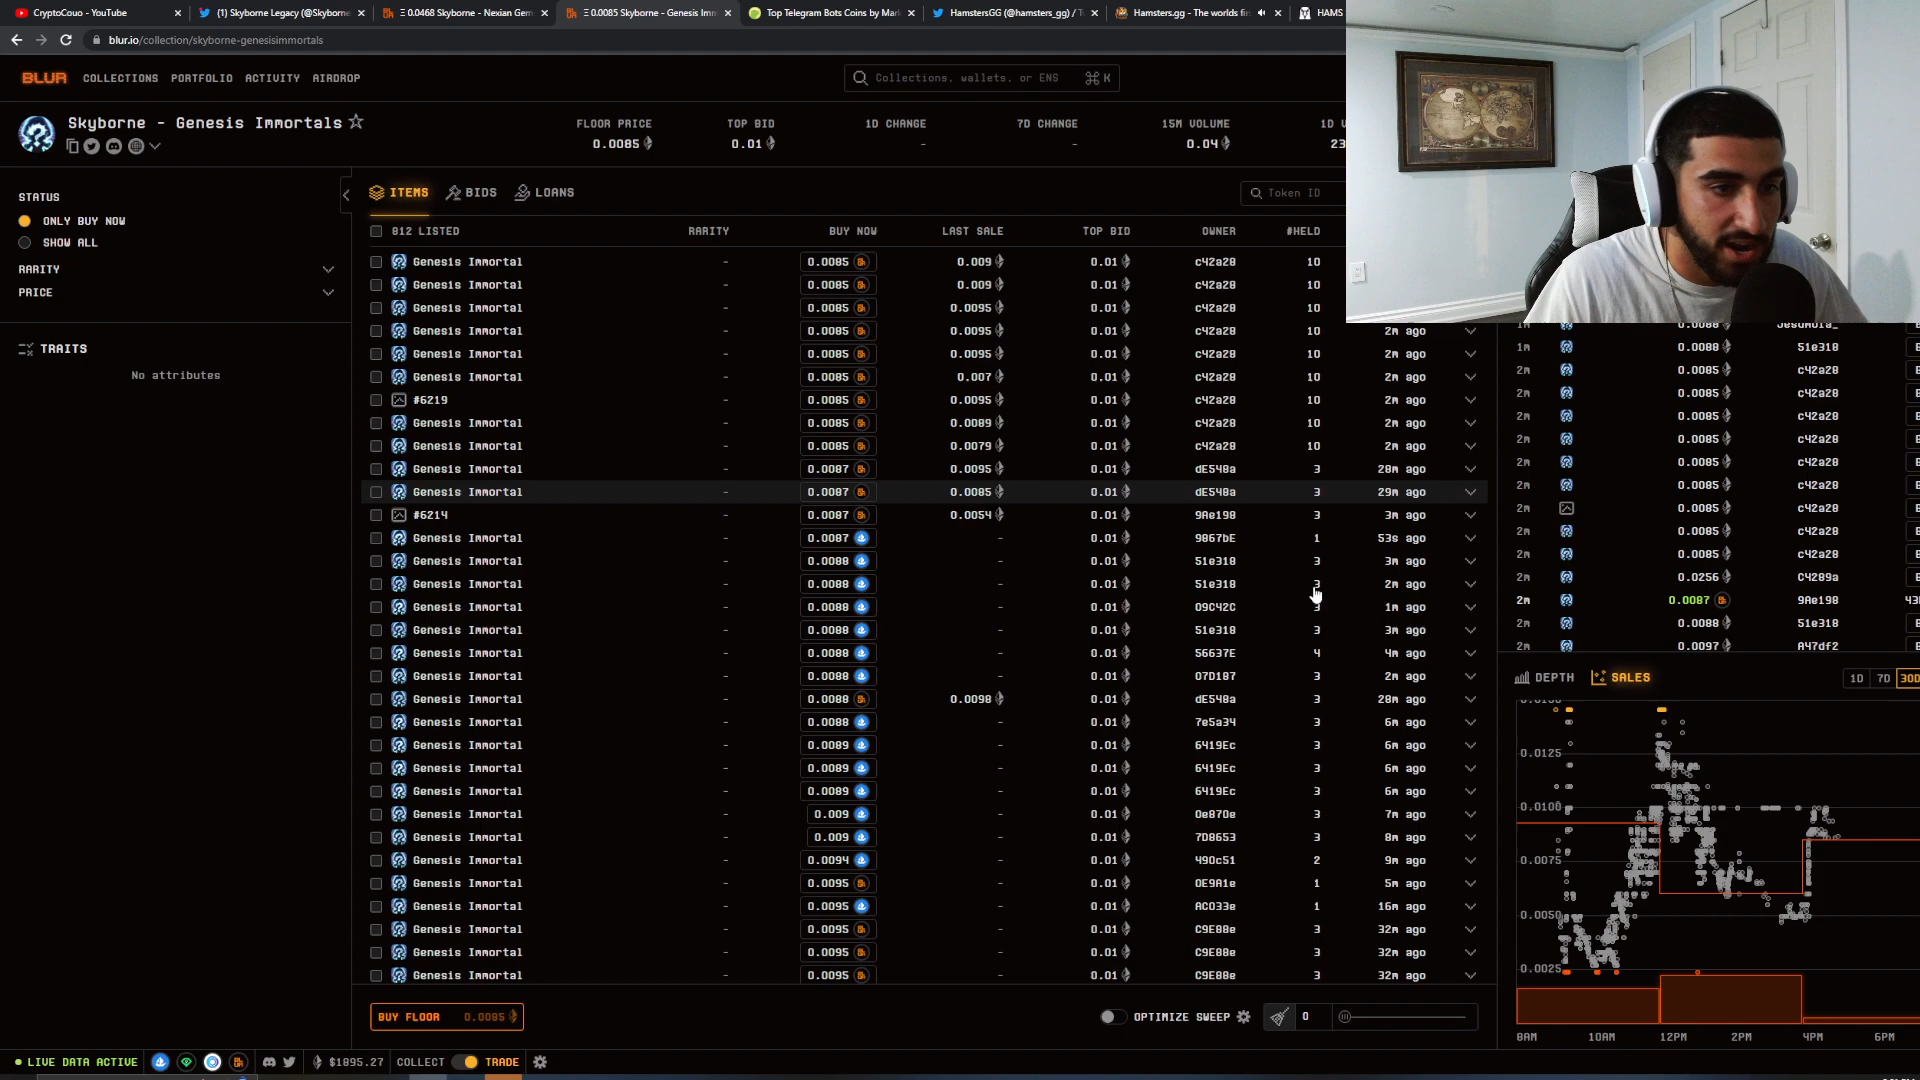 CryptoCouo - YouTube × (1) Skyborne Legacy (@Skyborne × Ξ 0.0468 Skyborne - Nexian Gem × Ξ 0.0085 Skyborne - Genesis Imm × Top Telegram Bots Coins by Mar × HamstersGG (@hamsters_gg) / T × Hamsters.gg - The worlds fir × HAMS
blur.io/collection/skyborne-genesisimmortals
BLUR COLLECTIONS PORTFOLIO ACTIVITY AIRDROP Collections, wallets, or ENS ⌘ K
Skyborne - Genesis Immortals
FLOOR PRICE TOP BID 1D CHANGE 7D CHANGE 15M VOLUME 1D V
0.0085 0.01 - - 0.04 23
STATUS
ONLY BUY NOW
SHOW ALL
RARITY
PRICE
TRAITS
No attributes
ITEMS BIDS LOANS Token ID
812 LISTED RARITY BUY NOW LAST SALE TOP BID OWNER #HELD
Genesis Immortal - 0.0085 0.009 0.01 c42a28 10
Genesis Immortal - 0.0085 0.009 0.01 c42a28 10
Genesis Immortal - 0.0085 0.0095 0.01 c42a28 10
Genesis Immortal - 0.0085 0.0095 0.01 c42a28 10 2m ago
Genesis Immortal - 0.0085 0.0095 0.01 c42a28 10 2m ago
Genesis Immortal - 0.0085 0.007 0.01 c42a28 10 2m ago
#6219 - 0.0085 0.0095 0.01 c42a28 10 2m ago
Genesis Immortal - 0.0085 0.0089 0.01 c42a28 10 2m ago
Genesis Immortal - 0.0085 0.0079 0.01 c42a28 10 2m ago
Genesis Immortal - 0.0087 0.0095 0.01 dE548a 3 28m ago
Genesis Immortal - 0.0087 0.0085 0.01 dE548a 3 29m ago
#6214 - 0.0087 0.0054 0.01 9Ae198 3 3m ago
Genesis Immortal - 0.0087 - 0.01 9867bE 1 53s ago
Genesis Immortal - 0.0088 - 0.01 51e318 3 3m ago
Genesis Immortal - 0.0088 - 0.01 51e318 3 2m ago
Genesis Immortal - 0.0088 - 0.01 09C42C 3 1m ago
Genesis Immortal - 0.0088 - 0.01 51e318 3 3m ago
Genesis Immortal - 0.0088 - 0.01 56637E 4 4m ago
Genesis Immortal - 0.0088 - 0.01 07D187 3 2m ago
Genesis Immortal - 0.0088 0.0098 0.01 dE548a 3 28m ago
Genesis Immortal - 0.0088 - 0.01 7e5a34 3 6m ago
Genesis Immortal - 0.0089 - 0.01 6419Ec 3 6m ago
Genesis Immortal - 0.0089 - 0.01 6419Ec 3 6m ago
Genesis Immortal - 0.0089 - 0.01 6419Ec 3 6m ago
Genesis Immortal - 0.009 - 0.01 0e870e 3 7m ago
Genesis Immortal - 0.009 - 0.01 7D8653 3 8m ago
Genesis Immortal - 0.0094 - 0.01 490c51 2 9m ago
Genesis Immortal - 0.0095 - 0.01 0E9A1e 1 5m ago
Genesis Immortal - 0.0095 - 0.01 AC033e 1 16m ago
Genesis Immortal - 0.0095 - 0.01 C9E88e 3 32m ago
Genesis Immortal - 0.0095 - 0.01 C9E88e 3 32m ago
Genesis Immortal - 0.0095 - 0.01 C9E88e 3 32m ago
1m 0.0088
1m 0.0088 51e318
2m 0.0085 c42a28
2m 0.0085 c42a28
2m 0.0085 c42a28
2m 0.0085 c42a28
2m 0.0085 c42a28
2m 0.0085 c42a28
2m 0.0085 c42a28
2m 0.0085 c42a28
2m 0.0085 c42a28
2m 0.0256 C4289a
2m 0.0087 9Ae198 43
2m 0.0088 51e318
2m 0.0097 A47df2
DEPTH SALES 1D 7D 30D
0.0150
0.0125
0.0100
0.0075
0.0050
0.0025
8AM 10AM 12PM 2PM 4PM 6PM
BUY FLOOR 0.0085 OPTIMIZE SWEEP 0
LIVE DATA ACTIVE $1895.27 COLLECT TRADE